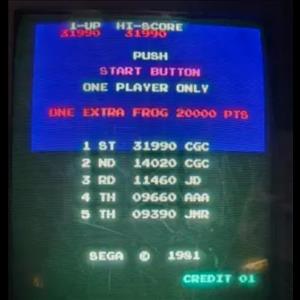 1-UP HI-SCORE
31990 31990
PUSH
START BUTTON
ONE PLAYER ONLY
ONE EXTRA FROG 20000 PTS
1 ST 31990 CGC
2 ND 14020 CGC
3 RD 11460 JD
4 TH 09660 AAA
5 TH 09390 JMR
SEGA © 1981
CREDIT 01